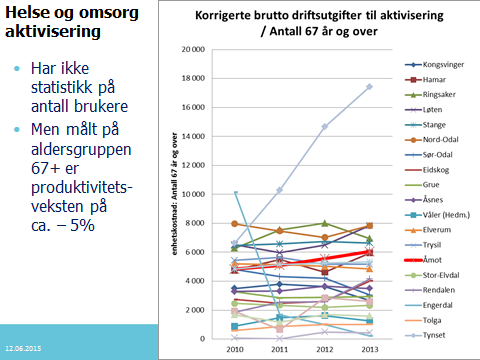 Helse og omsorg
aktivisering
• Har ikke
statistikk på
antall brukere
• Men målt på
aldersgruppen
67+ er
produktivitets-
veksten på
ca. – 5%
12.06.2015
Korrigerte brutto driftsutgifter til aktivisering
/ Antall 67 år og over
enhetskostnad: Antall 67 år og over
20 000
18 000
16 000
14 000
12 000
10 000
8 000
6 000
4 000
2 000
0
2010 2011 2012 2013
Kongsvinger
Hamar
Ringsaker
Løten
Stange
Nord-Odal
Sør-Odal
Eidskog
Grue
Åsnes
Våler (Hedm.)
Elverum
Trysil
Åmot
Stor-Elvdal
Rendalen
Engerdal
Tolga
Tynset